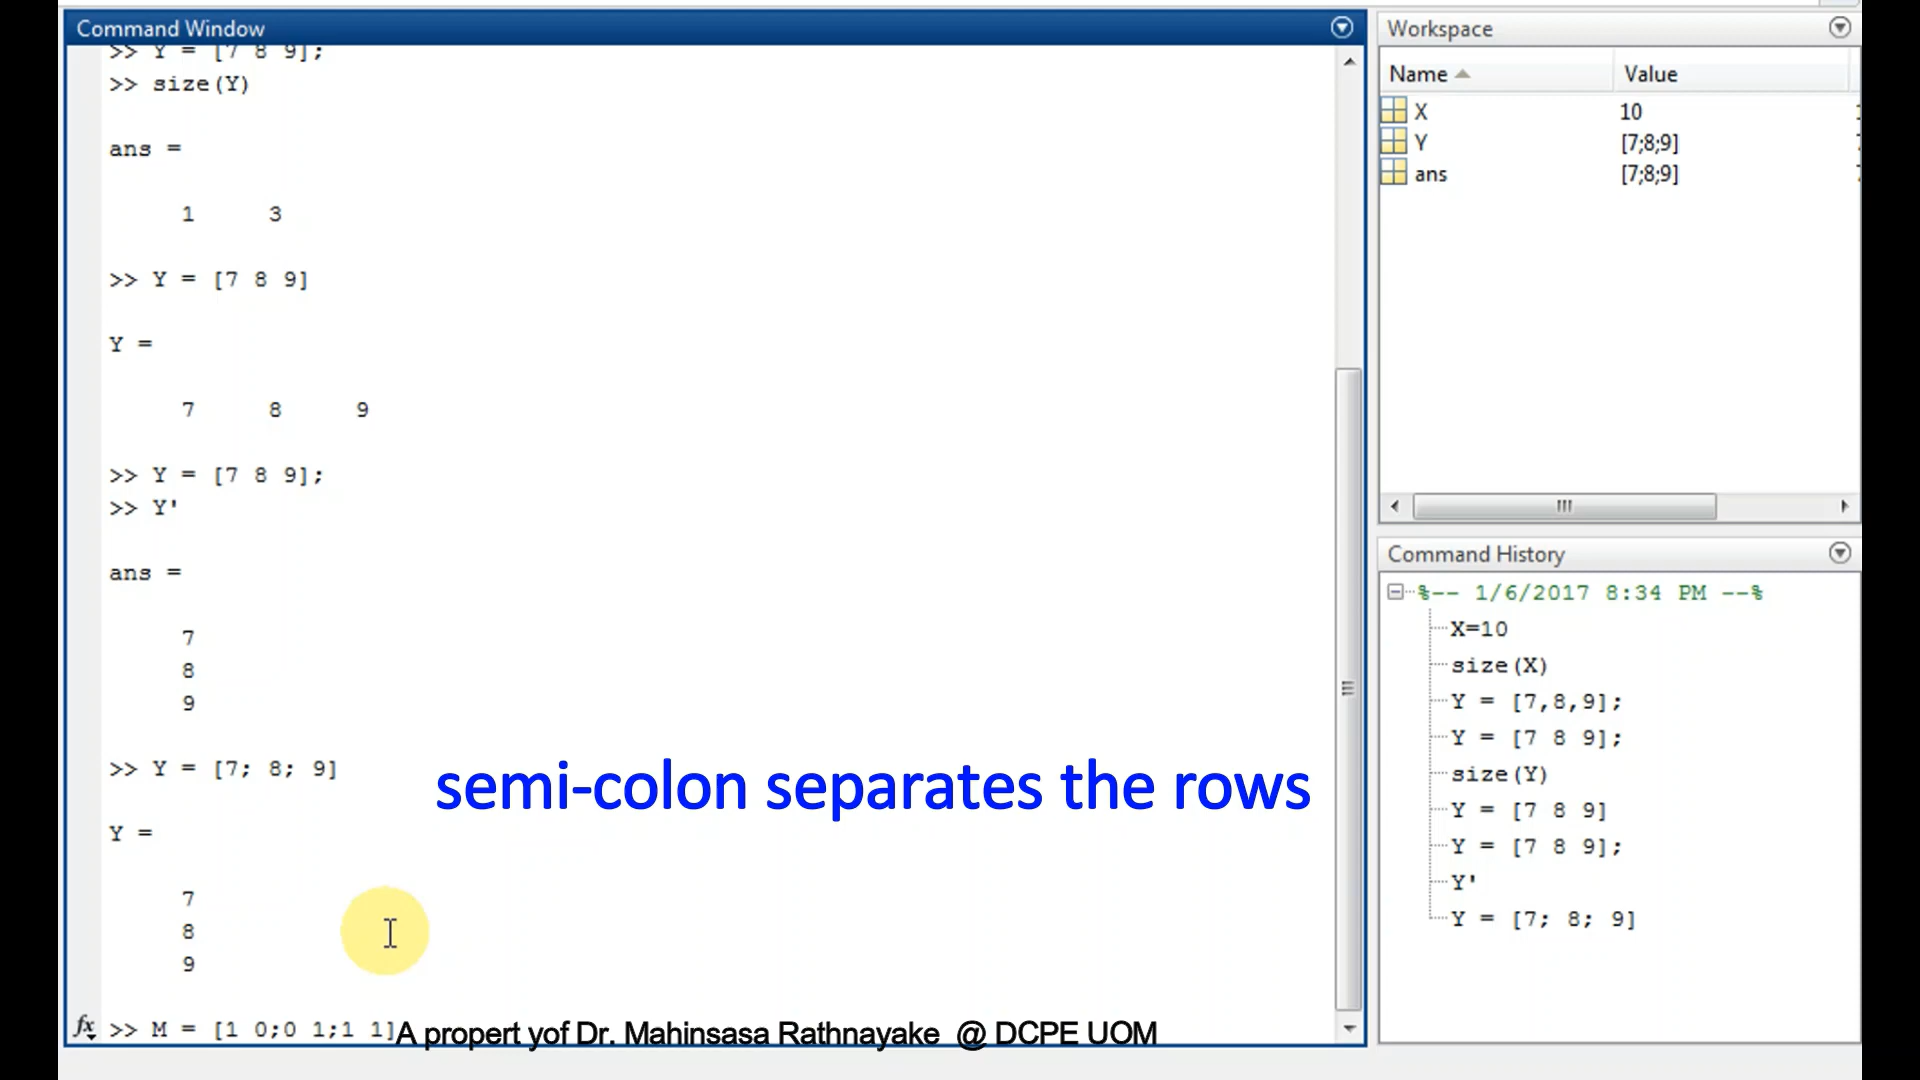 Command Window
>> Y = [7 8 9];
>> size(Y)
ans =
1 3
>> Y = [7 8 9]
Y =
7 8 9
>> Y = [7 8 9];
>> Y'
ans =
7
8
9
>> Y = [7; 8; 9]
semi-colon separates the rows
Y =
7
8
9
fx >> M = [1 0;0 1;1 1]
A propert yof Dr. Mahinsasa Rathnayake @ DCPE UOM
Workspace
Name Value
X 10
Y [7;8;9]
ans [7;8;9]
Command History
%-- 1/6/2017 8:34 PM --%
X=10
size(X)
Y = [7,8,9];
Y = [7 8 9];
size(Y)
Y = [7 8 9]
Y = [7 8 9];
Y'
Y = [7; 8; 9]